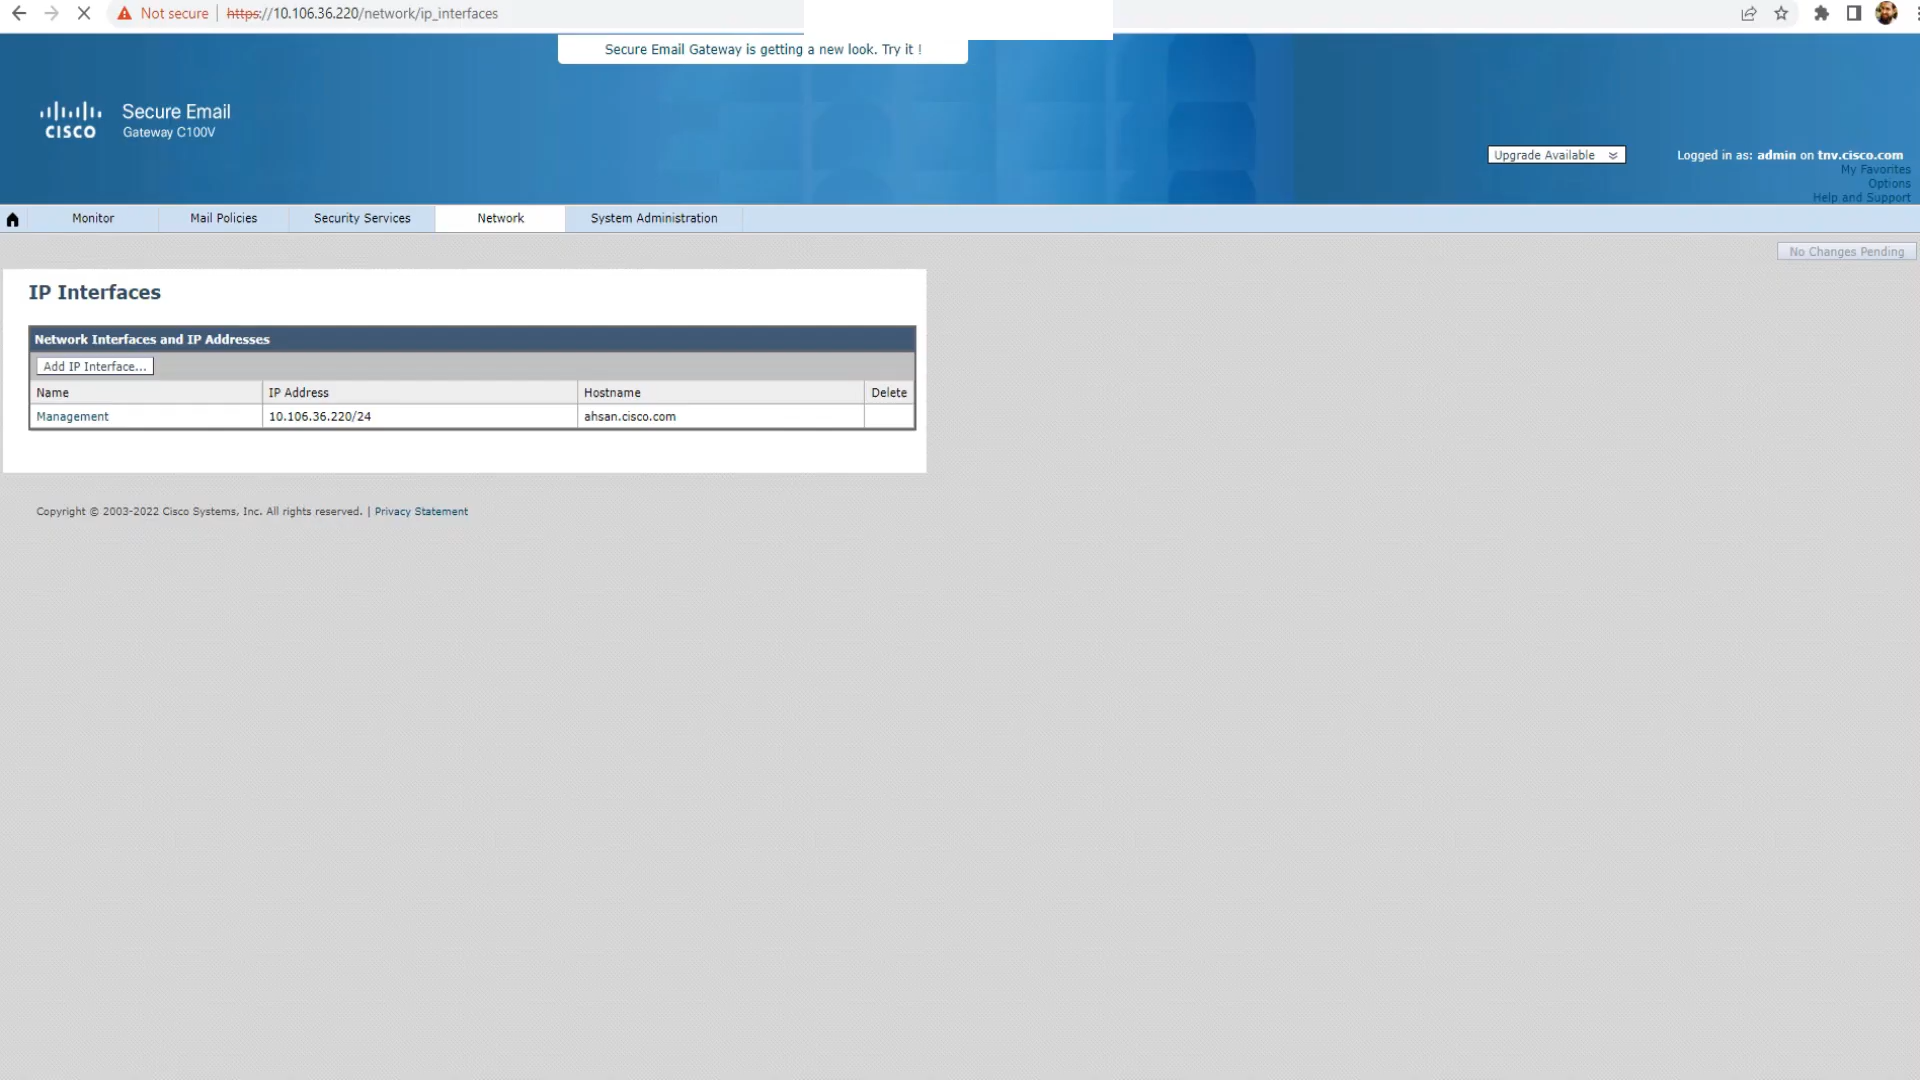 Not secure | https://10.106.36.220/network/ip_interfaces
Secure Email Gateway is getting a new look. Try it !
CISCO
Secure Email
Gateway C100V
Upgrade Available
Logged in as: admin on tnv.cisco.com
My Favorites
Options
Help and Support
Monitor
Mail Policies
Security Services
Network
System Administration
No Changes Pending
IP Interfaces
Network Interfaces and IP Addresses
Add IP Interface...
Name IP Address Hostname Delete
Management 10.106.36.220/24 ahsan.cisco.com
Copyright © 2003-2022 Cisco Systems, Inc. All rights reserved. | Privacy Statement